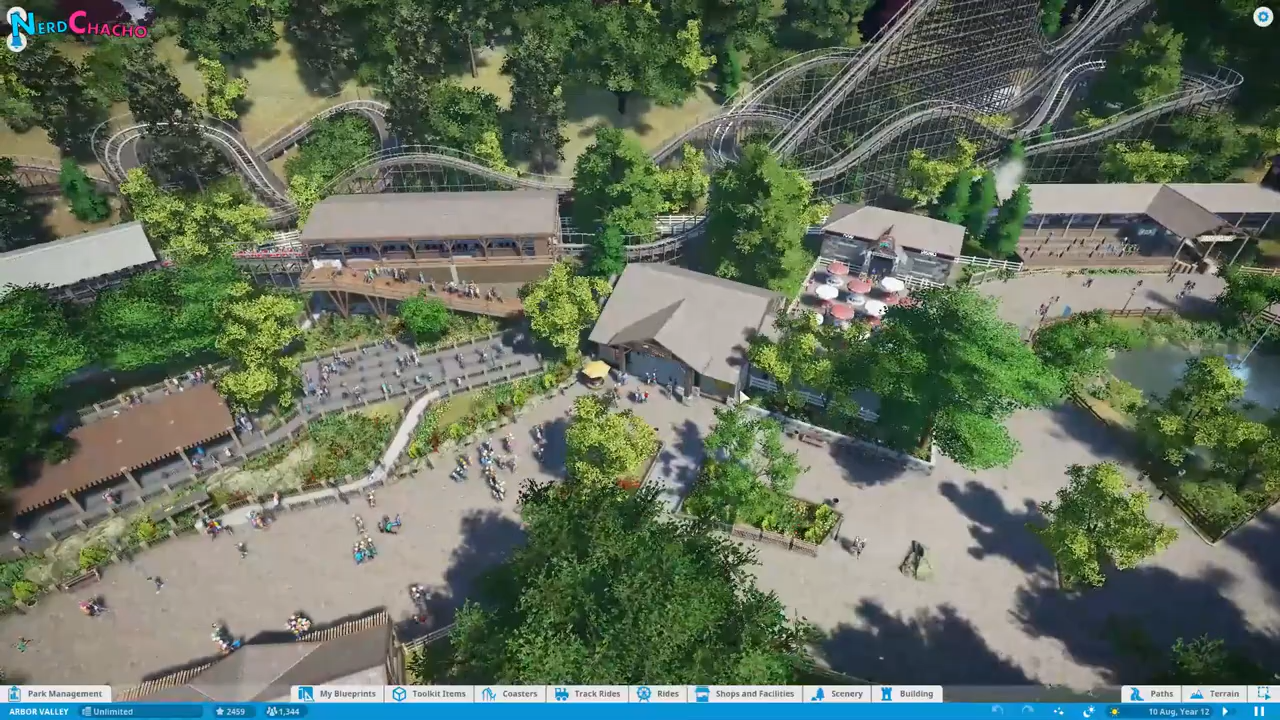 NERDCHACHO
Park Management
My Blueprints
Toolkit Items
Coasters
Track Rides
Rides
Shops and Facilities
Scenery
Building
Paths
Terrain
ARBOR VALLEY
Unlimited
2459
1,344
10 Aug, Year 12